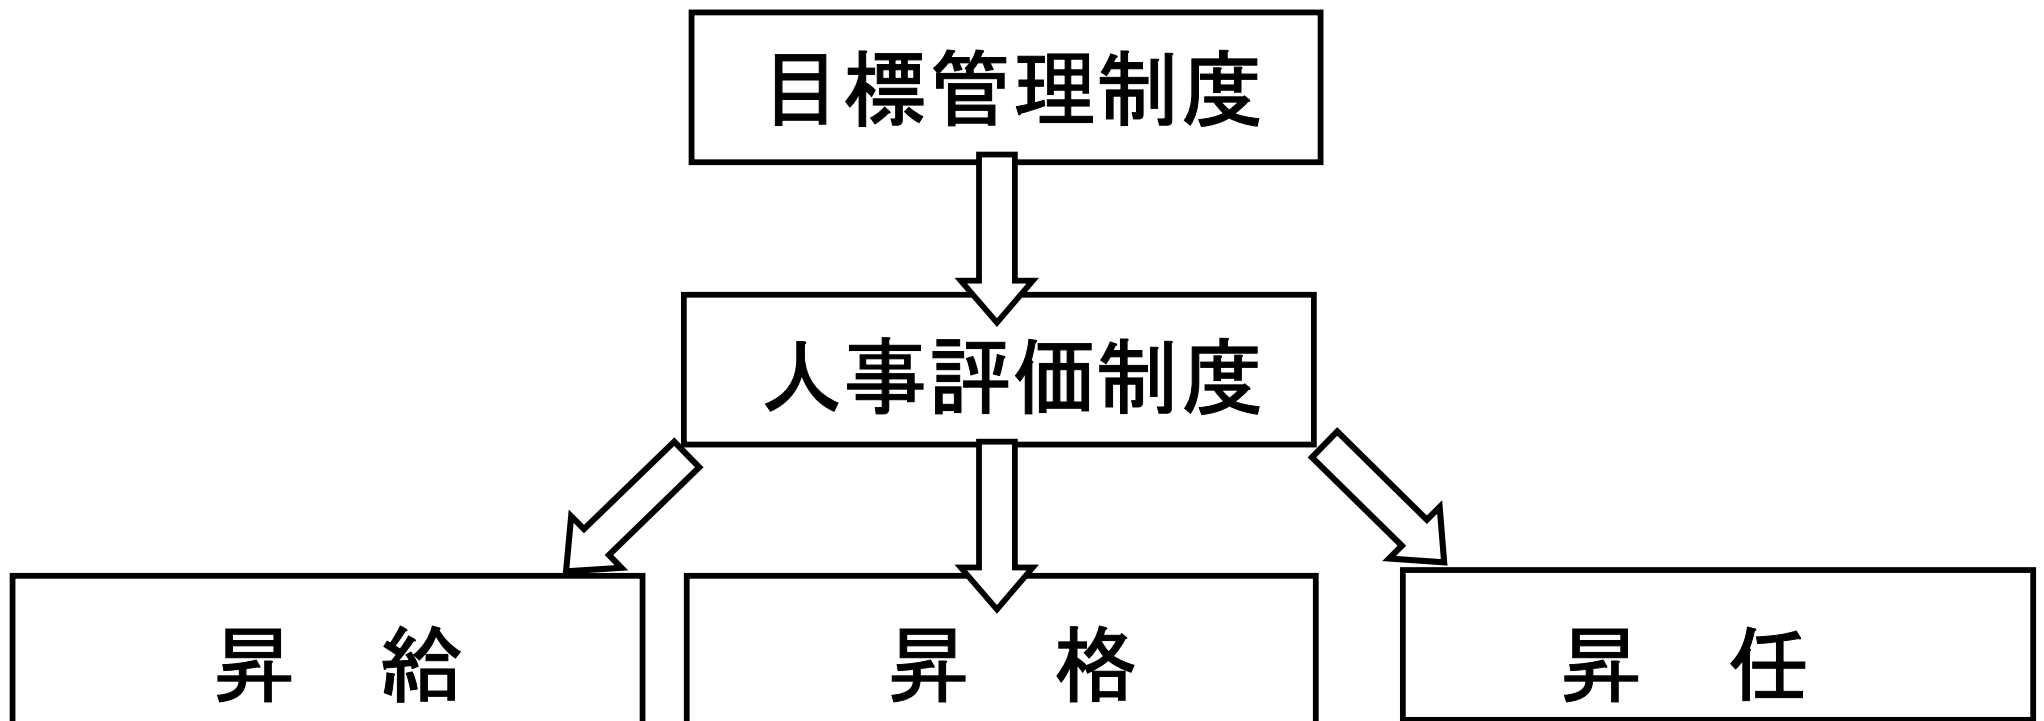 目標管理制度
人事評価制度
昇　給
昇　格
昇　任